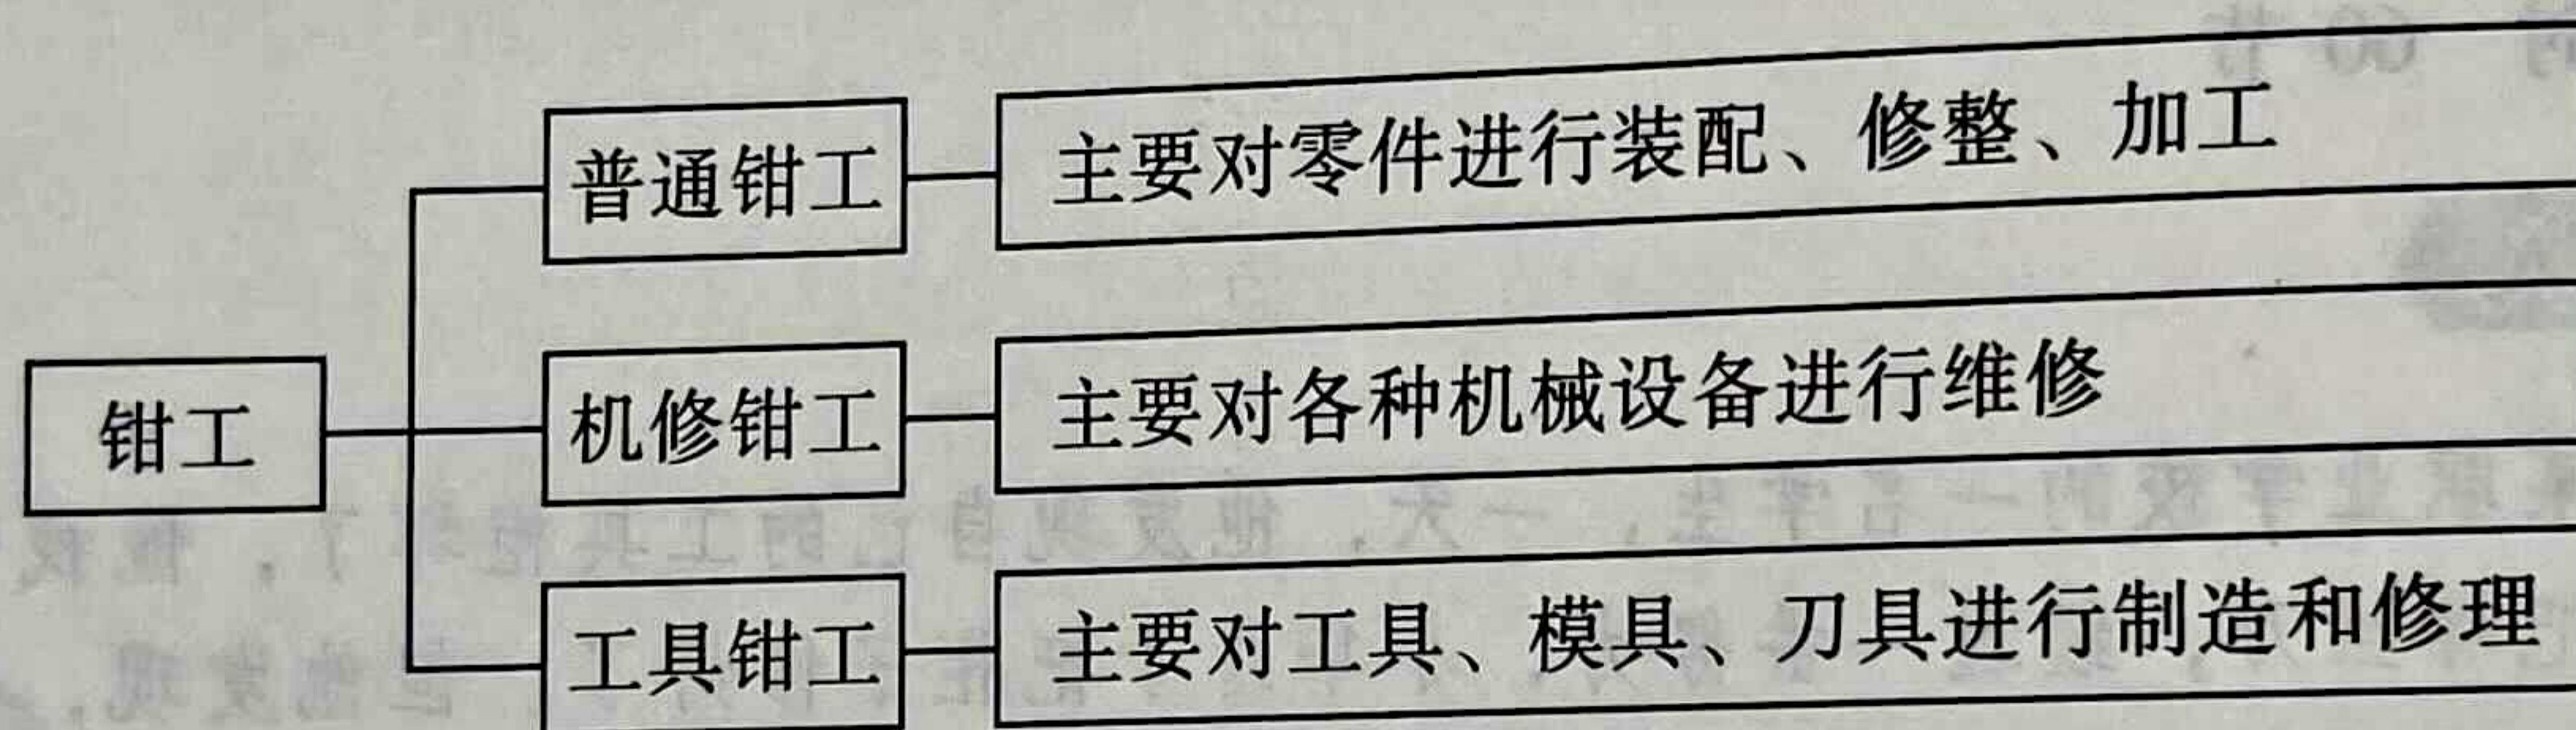 普通钳工
主要对零件进行装配、修整、加工
钳工
机修钳工
主要对各种机械设备进行维修
工具钳工
主要对工具、模具、刀具进行制造和修理